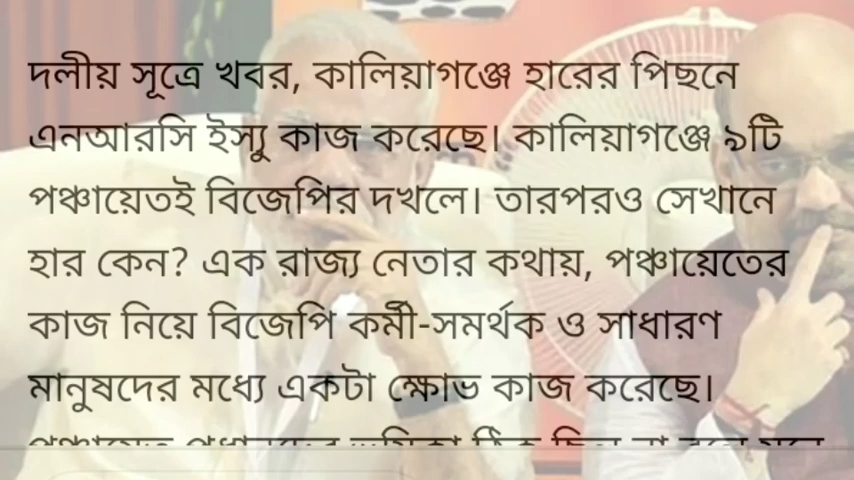 দলীয় সূত্রে খবর, কালিয়াগঞ্জে হারের পিছনে
এনআরসি ইস্যু কাজ করেছে। কালিয়াগঞ্জে ৯টি
পঞ্চায়েতই বিজেপির দখলে। তারপরও সেখানে
হার কেন? এক রাজ্য নেতার কথায়, পঞ্চায়েতের
কাজ নিয়ে বিজেপি কর্মী-সমর্থক ও সাধারণ
মানুষদের মধ্যে একটা ক্ষোভ কাজ করেছে।